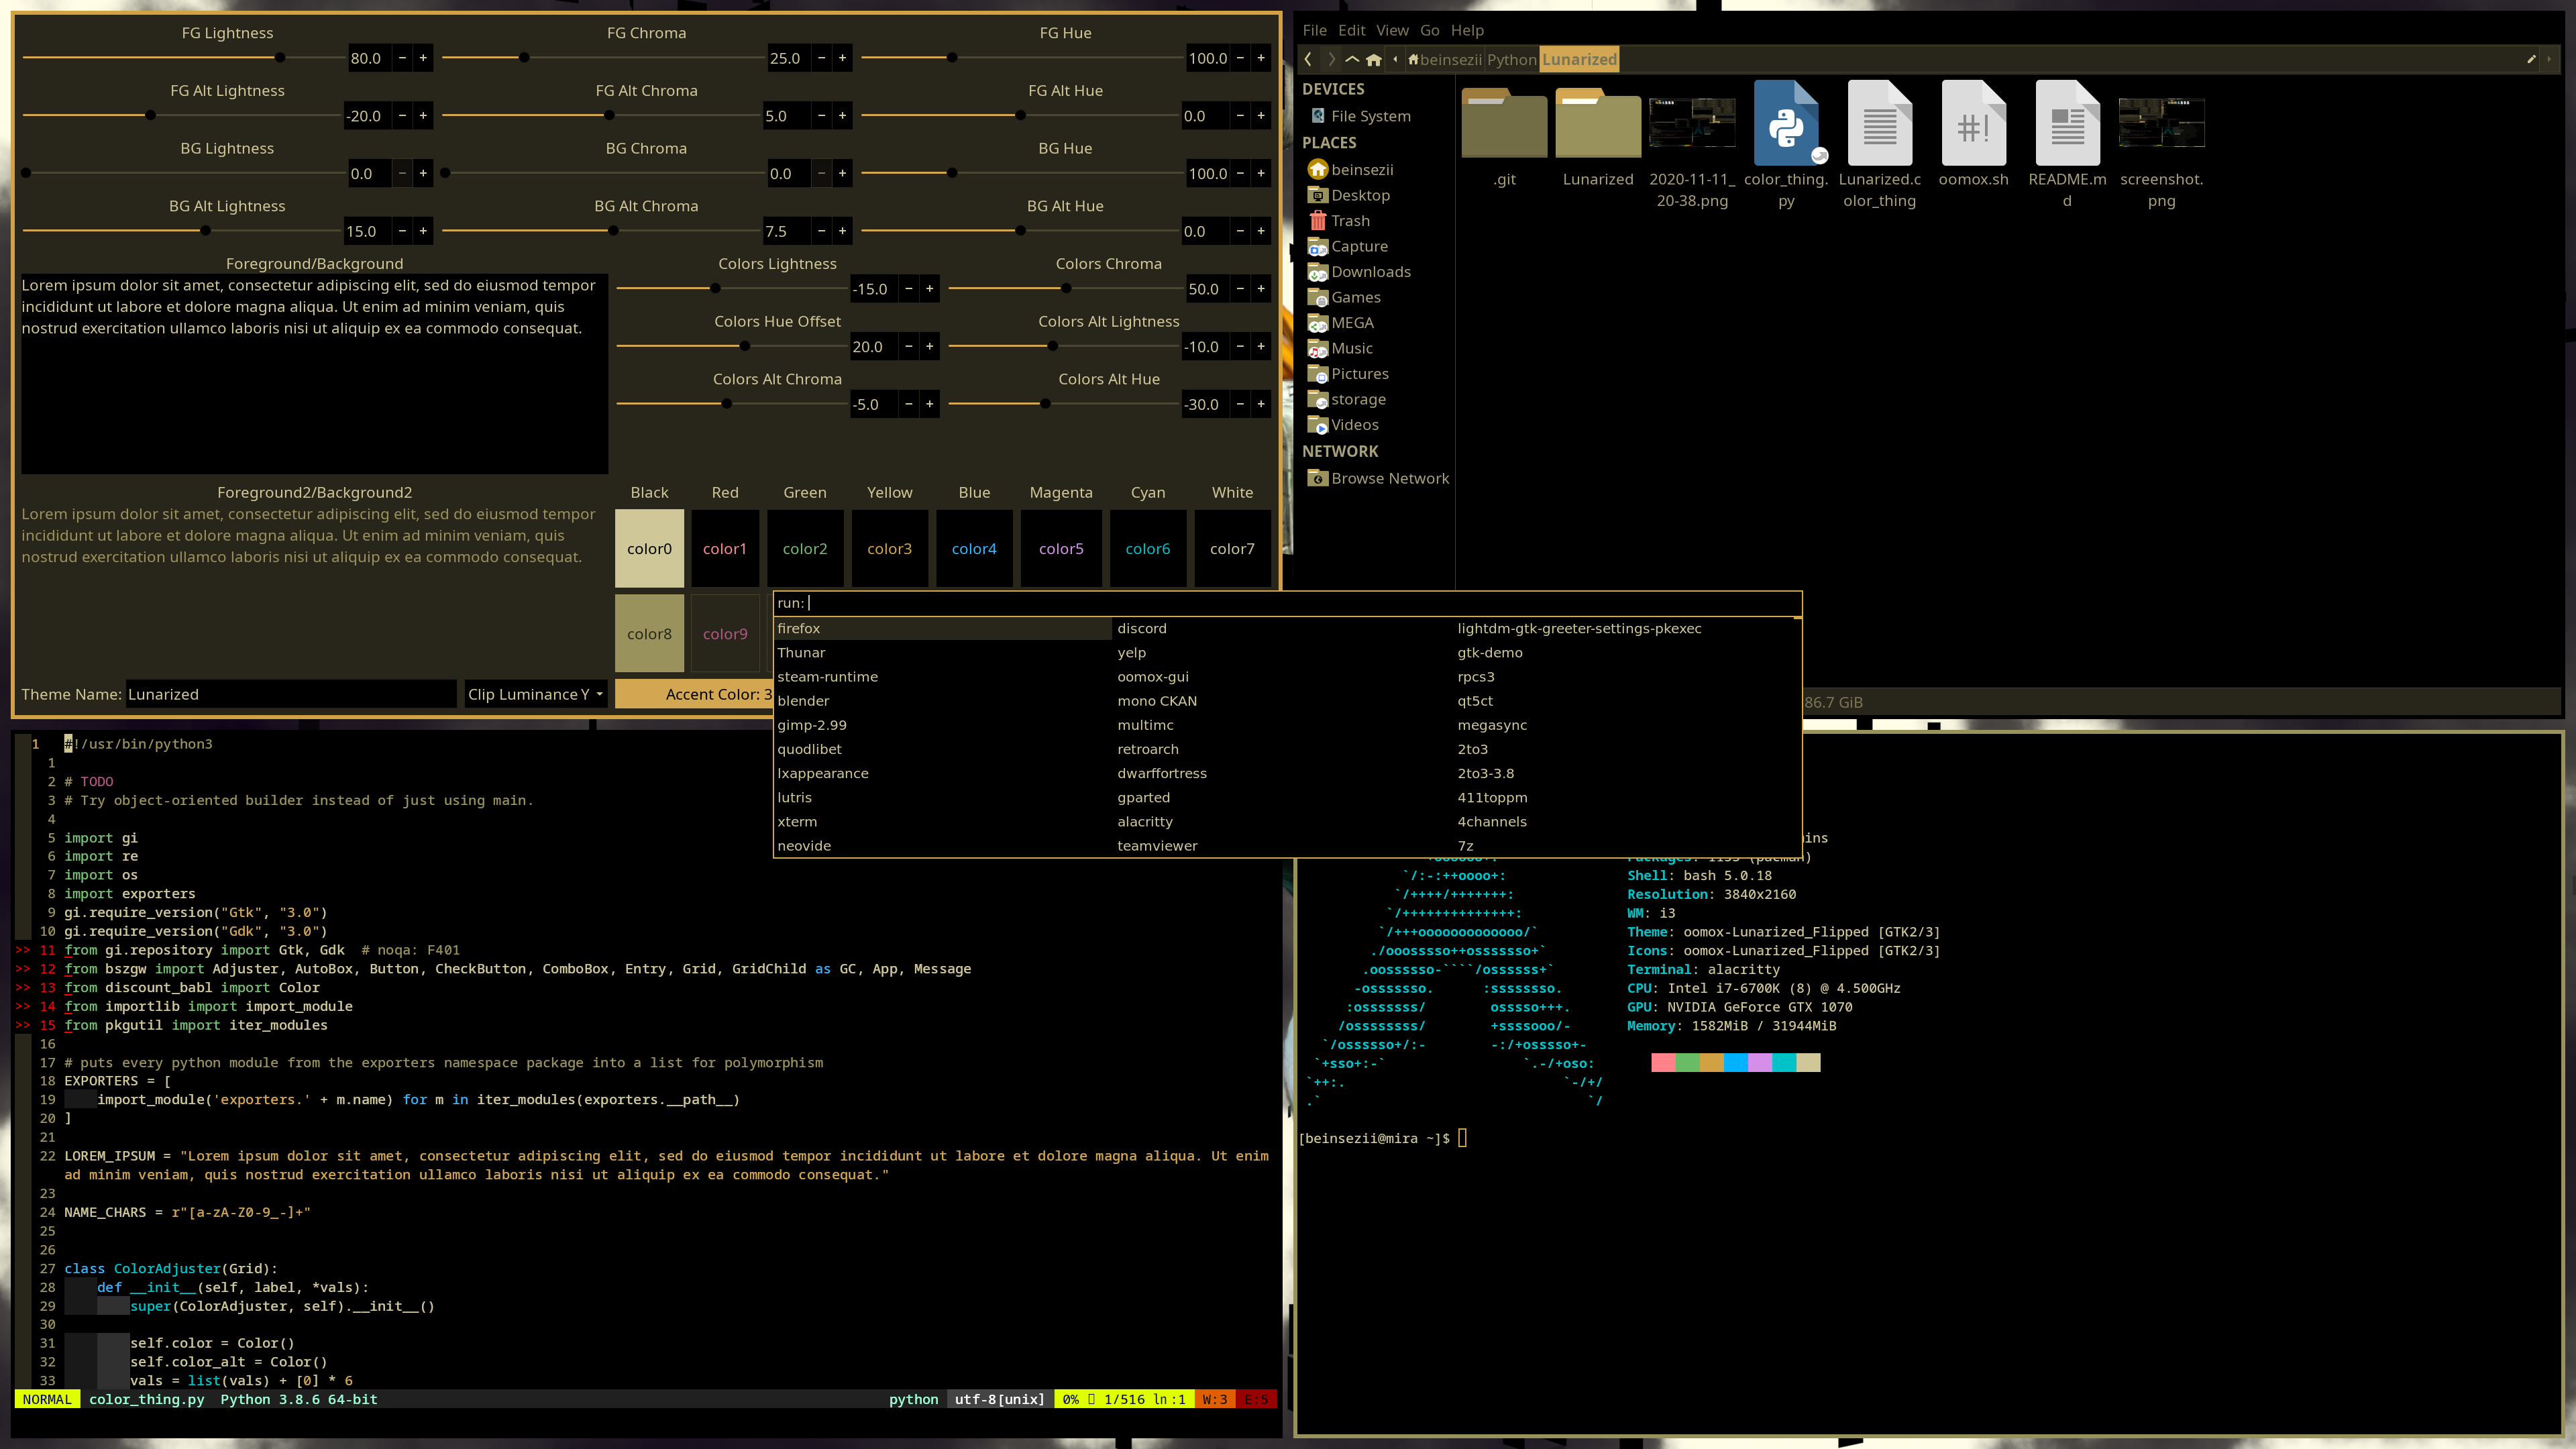 FG Lightness FG Chroma FG Hue
80.0 − + 25.0 − + 100.0 − +
FG Alt Lightness FG Alt Chroma FG Alt Hue
-20.0 − + 5.0 − + 0.0 − +
BG Lightness BG Chroma BG Hue
0.0 − + 0.0 − + 100.0 − +
BG Alt Lightness BG Alt Chroma BG Alt Hue
15.0 − + 7.5 − + 0.0 − +
Foreground/Background
Lorem ipsum dolor sit amet, consectetur adipiscing elit, sed do eiusmod tempor
incididunt ut labore et dolore magna aliqua. Ut enim ad minim veniam, quis
nostrud exercitation ullamco laboris nisi ut aliquip ex ea commodo consequat.
Colors Lightness Colors Chroma
-15.0 − + 50.0 − +
Colors Hue Offset Colors Alt Lightness
20.0 − + -10.0 − +
Colors Alt Chroma Colors Alt Hue
-5.0 − + -30.0 − +
Foreground2/Background2
Lorem ipsum dolor sit amet, consectetur adipiscing elit, sed do eiusmod tempor
incididunt ut labore et dolore magna aliqua. Ut enim ad minim veniam, quis
nostrud exercitation ullamco laboris nisi ut aliquip ex ea commodo consequat.
Black Red Green Yellow Blue Magenta Cyan White
color0 color1 color2 color3 color4 color5 color6 color7
color8 color9
Theme Name: Lunarized Clip Luminance Y Accent Color: 3
File Edit View Go Help
beinsezii Python Lunarized
DEVICES
File System
PLACES
beinsezii
Desktop
Trash
Capture
Downloads
Games
MEGA
Music
Pictures
storage
Videos
NETWORK
Browse Network
.git
Lunarized
2020-11-11_
20-38.png
color_thing.
py
Lunarized.c
olor_thing
oomox.sh
README.m
d
screenshot.
png
86.7 GiB
run:
firefox discord lightdm-gtk-greeter-settings-pkexec
Thunar yelp gtk-demo
steam-runtime oomox-gui rpcs3
blender mono CKAN qt5ct
gimp-2.99 multimc megasync
quodlibet retroarch 2to3
lxappearance dwarffortress 2to3-3.8
lutris gparted 411toppm
xterm alacritty 4channels
neovide teamviewer 7z
1 #!/usr/bin/python3
1
2 # TODO
3 # Try object-oriented builder instead of just using main.
4
5 import gi
6 import re
7 import os
8 import exporters
9 gi.require_version("Gtk", "3.0")
10 gi.require_version("Gdk", "3.0")
>> 11 from gi.repository import Gtk, Gdk  # noqa: F401
>> 12 from bszgw import Adjuster, AutoBox, Button, CheckButton, ComboBox, Entry, Grid, GridChild as GC, App, Message
>> 13 from discount_babl import Color
>> 14 from importlib import import_module
>> 15 from pkgutil import iter_modules
16
17 # puts every python module from the exporters namespace package into a list for polymorphism
18 EXPORTERS = [
19     import_module('exporters.' + m.name) for m in iter_modules(exporters.__path__)
20 ]
21
22 LOREM_IPSUM = "Lorem ipsum dolor sit amet, consectetur adipiscing elit, sed do eiusmod tempor incididunt ut labore et dolore magna aliqua. Ut enim
ad minim veniam, quis nostrud exercitation ullamco laboris nisi ut aliquip ex ea commodo consequat."
23
24 NAME_CHARS = r"[a-zA-Z0-9_-]+"
25
26
27 class ColorAdjuster(Grid):
28     def __init__(self, label, *vals):
29         super(ColorAdjuster, self).__init__()
30
31         self.color = Color()
32         self.color_alt = Color()
33         vals = list(vals) + [0] * 6
NORMAL color_thing.py Python 3.8.6 64-bit python utf-8[unix] 0% 1/516 ln :1 W:3 E:5
`/:-:++oooo+: Shell: bash 5.0.18
`/++++/+++++++: Resolution: 3840x2160
`/++++++++++++++: WM: i3
`/+++ooooooooooooo/` Theme: oomox-Lunarized_Flipped [GTK2/3]
./ooosssso++osssssso+` Icons: oomox-Lunarized_Flipped [GTK2/3]
.oossssso-````/ossssss+` Terminal: alacritty
-osssssso.      :ssssssso. CPU: Intel i7-6700K (8) @ 4.500GHz
:osssssss/        osssso+++. GPU: NVIDIA GeForce GTX 1070
/ossssssss/        +ssssooo/- Memory: 1582MiB / 31944MiB
`/ossssso+/:-        -:/+osssso+-
`+sso+:-`                 `.-/+oso:
`++:.                           `-/+/
.`                                 `/
[beinsezii@mira ~]$